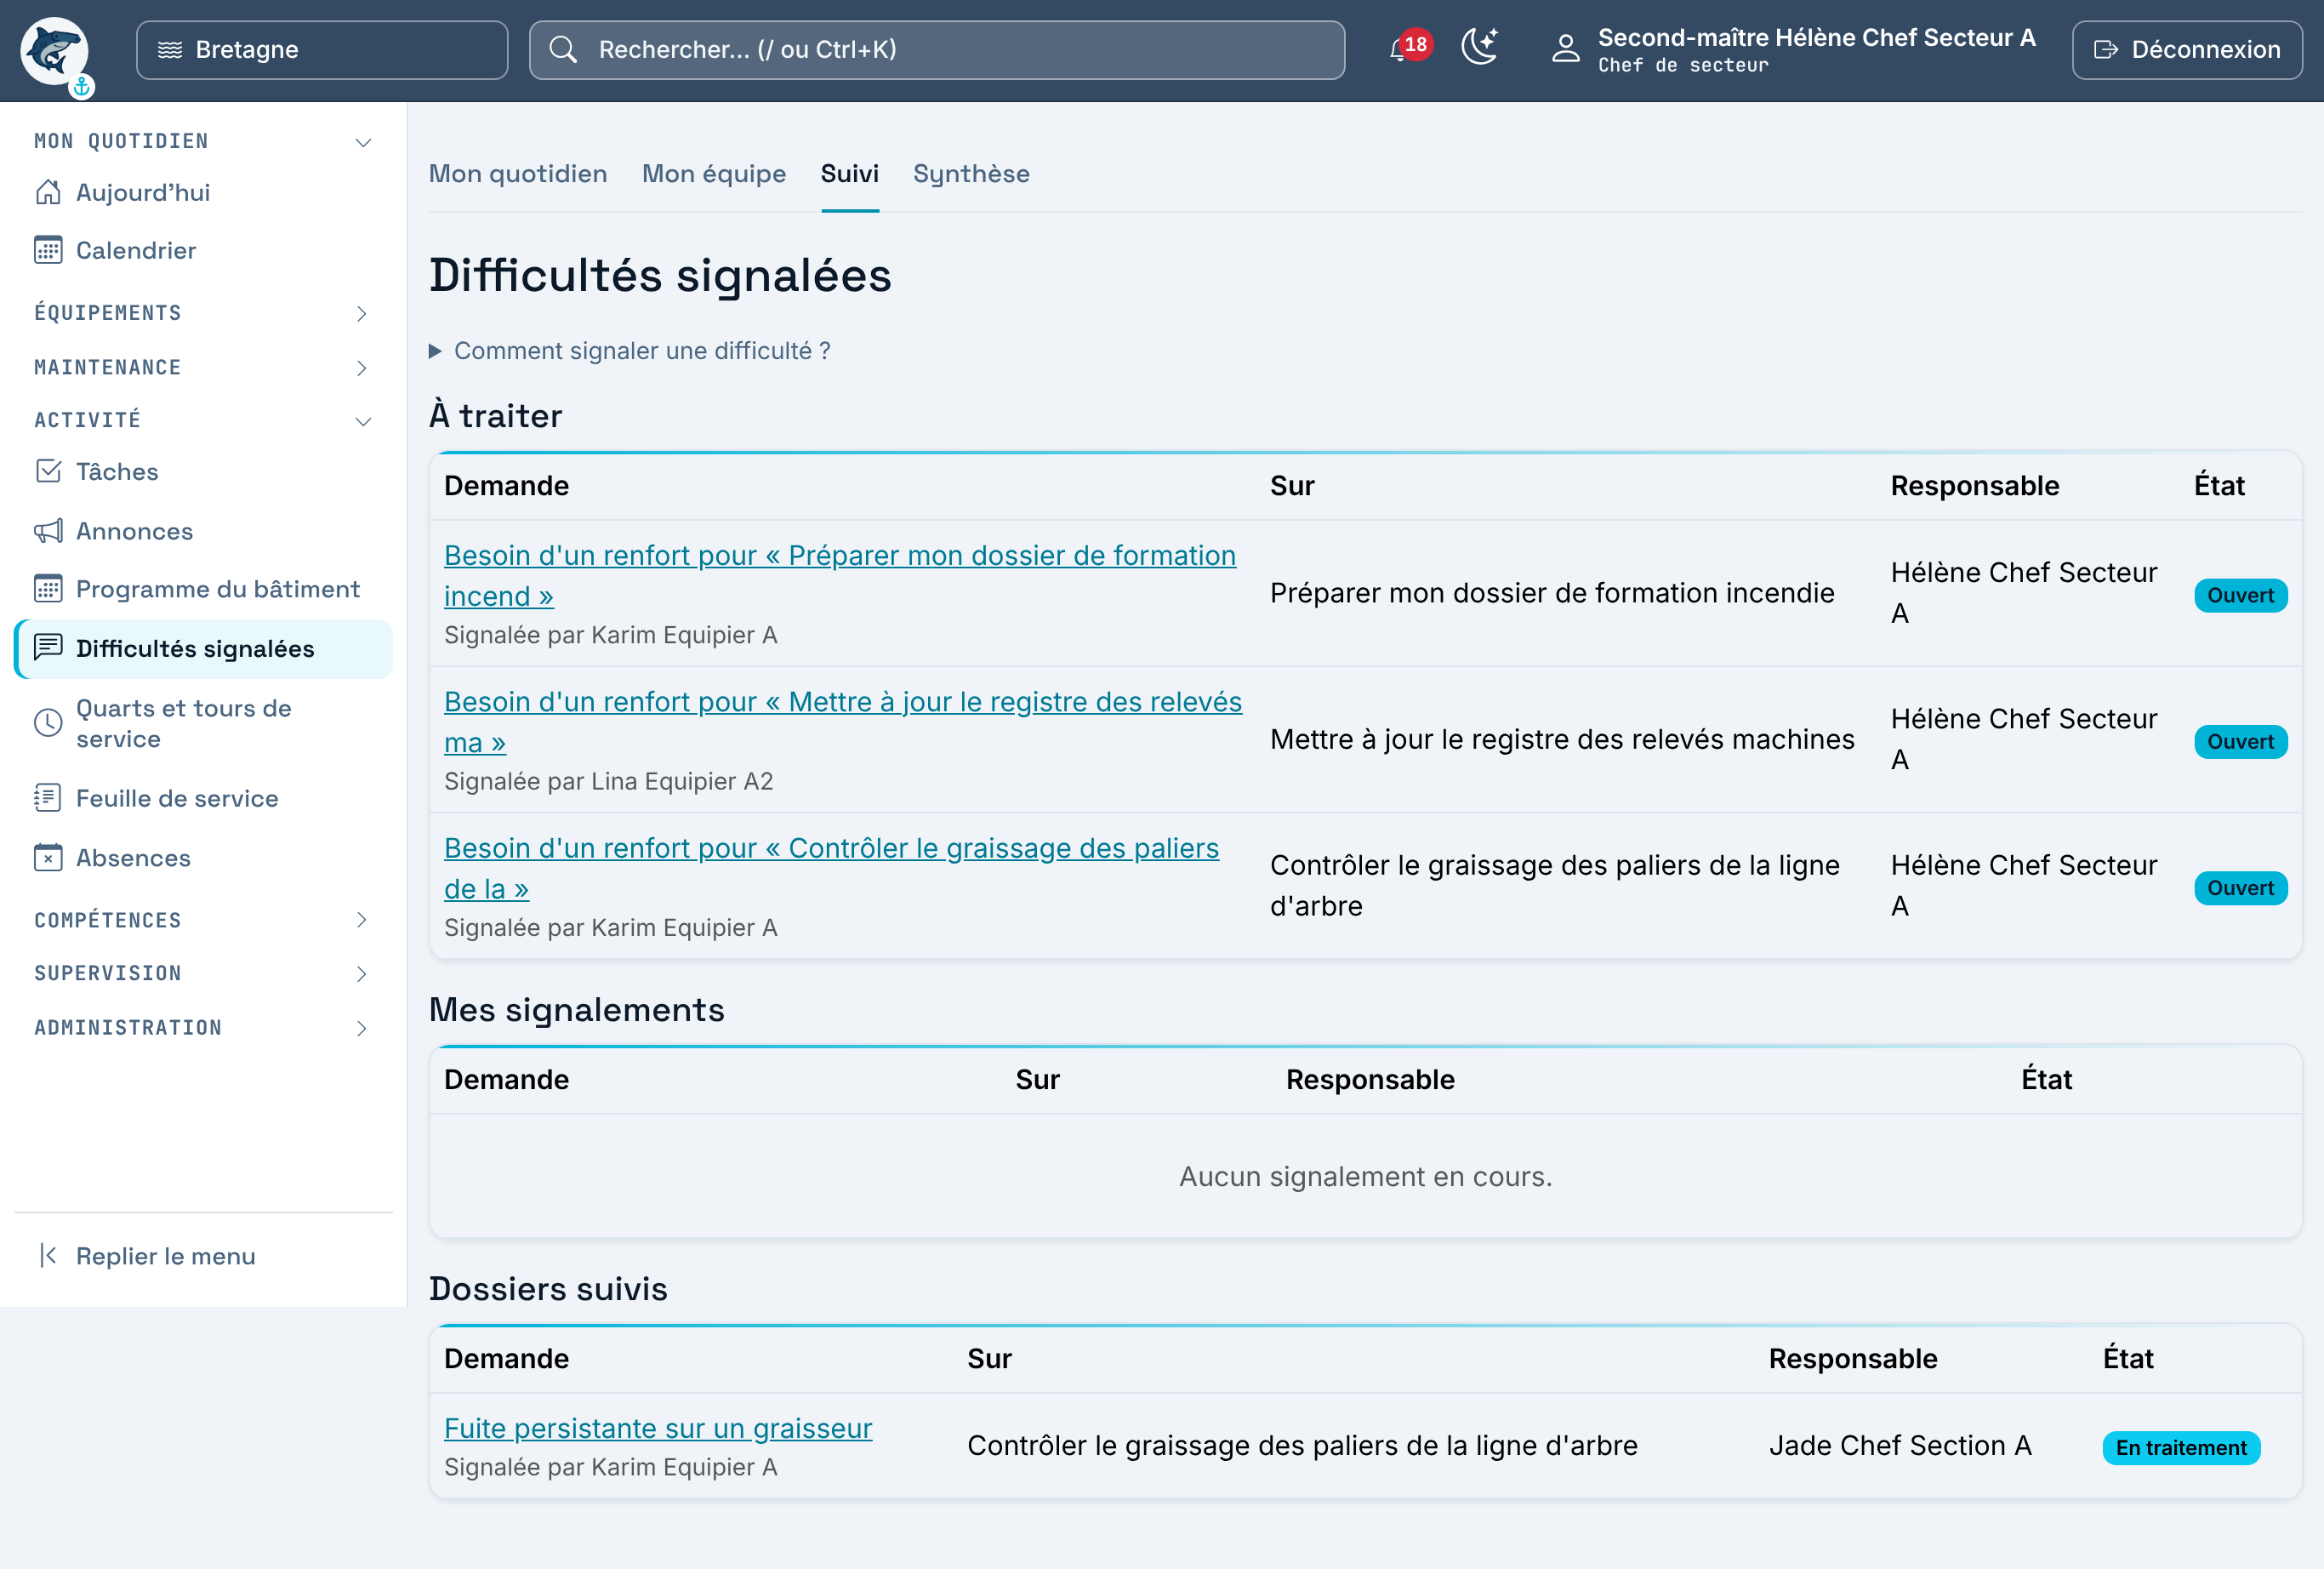 Bretagne
Rechercher... (/ ou Ctrl+K)
18
Second-maître Hélène Chef Secteur A
Chef de secteur
Déconnexion
MON QUOTIDIEN
Aujourd'hui
Calendrier
ÉQUIPEMENTS
MAINTENANCE
ACTIVITÉ
Tâches
Annonces
Programme du bâtiment
Difficultés signalées
Quarts et tours de
service
Feuille de service
Absences
COMPÉTENCES
SUPERVISION
ADMINISTRATION
Replier le menu
Mon quotidien Mon équipe Suivi Synthèse
Difficultés signalées
Comment signaler une difficulté ?
À traiter
Demande Sur Responsable État
Besoin d'un renfort pour « Préparer mon dossier de formation
incend »
Signalée par Karim Equipier A
Préparer mon dossier de formation incendie
Hélène Chef Secteur
A
Ouvert
Besoin d'un renfort pour « Mettre à jour le registre des relevés
ma »
Signalée par Lina Equipier A2
Mettre à jour le registre des relevés machines
Hélène Chef Secteur
A
Ouvert
Besoin d'un renfort pour « Contrôler le graissage des paliers
de la »
Signalée par Karim Equipier A
Contrôler le graissage des paliers de la ligne
d'arbre
Hélène Chef Secteur
A
Ouvert
Mes signalements
Demande Sur Responsable État
Aucun signalement en cours.
Dossiers suivis
Demande Sur Responsable État
Fuite persistante sur un graisseur
Signalée par Karim Equipier A
Contrôler le graissage des paliers de la ligne d'arbre
Jade Chef Section A
En traitement